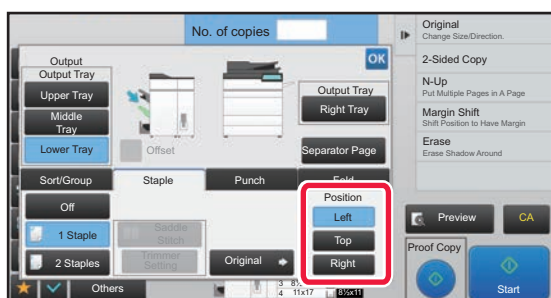 No. of copies
Original
Change Size/Direction.
2-Sided Copy
N-Up
Put Multiple Pages in A Page
Margin Shift
Shift Position to Have Margin
Erase
Erase Shadow Around
Preview
CA
Proof Copy
Start
Output
OK
Output Tray
Upper Tray
Middle
Tray
Lower Tray
Offset
Output Tray
Right Tray
Separator Page
Sort/Group
Staple
Punch
Fold
Off
1 Staple
2 Staples
Saddle
Stitch
Trimmer
Setting
Original
Position
Left
Top
Right
Others
3
4 11x17
8½x11